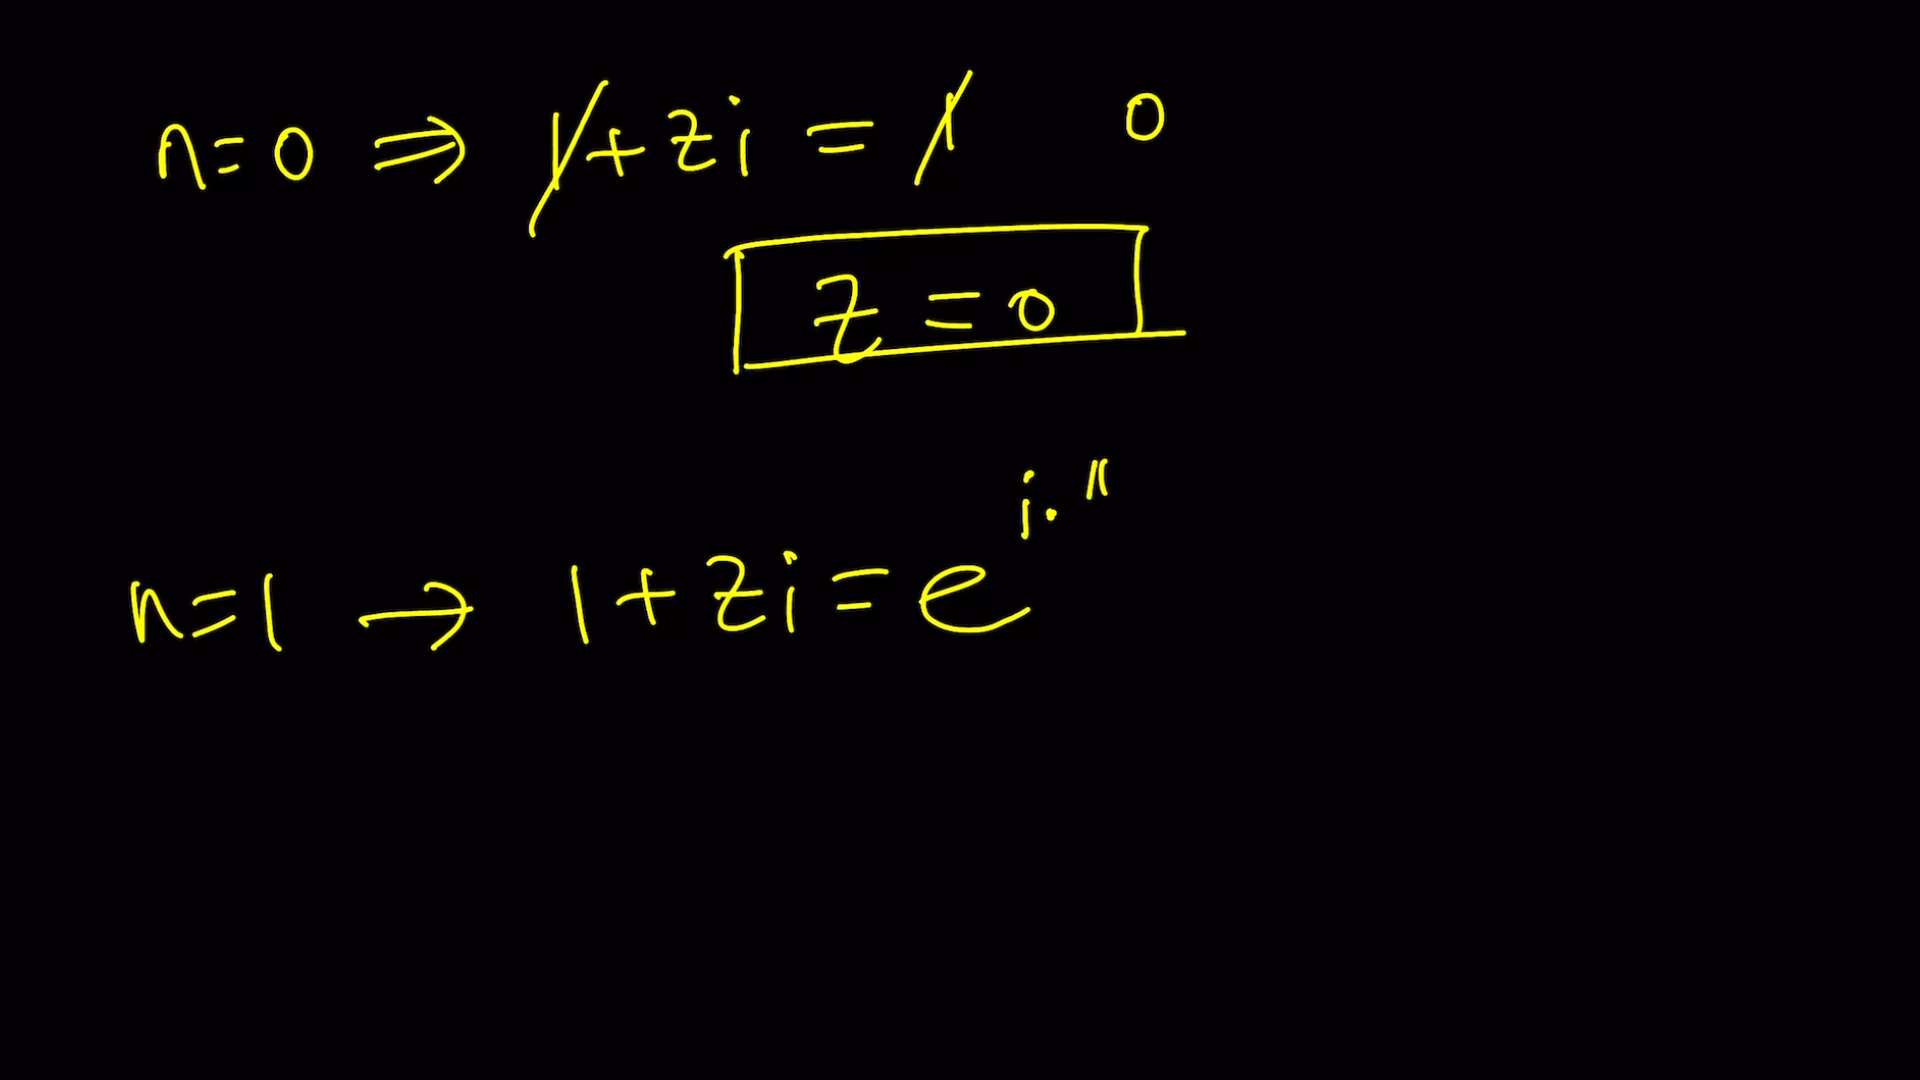 n=0 ⇒ 1+zi = 1 0
z = 0
n=1 → 1+zi=e^{i·"}